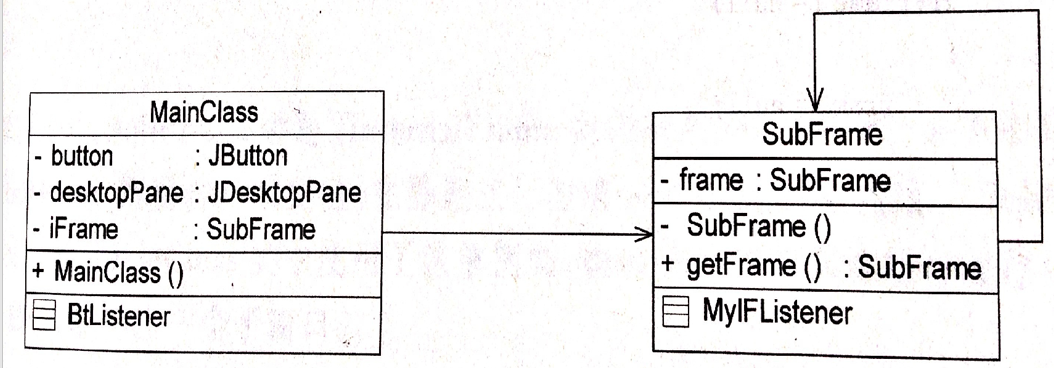 MainClass
- button : JButton
- desktopPane : JDesktopPane
- iFrame : SubFrame
+ MainClass ()
BtListener
SubFrame
- frame : SubFrame
- SubFrame ()
+ getFrame () : SubFrame
MyIFListener